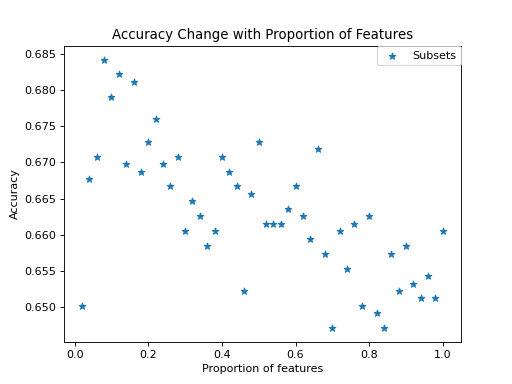 Accuracy Change with Proportion of Features
Subsets
0.685
0.680
0.675
0.670
0.665
0.660
0.655
0.650
Accuracy
0.0 0.2 0.4 0.6 0.8 1.0
Proportion of features